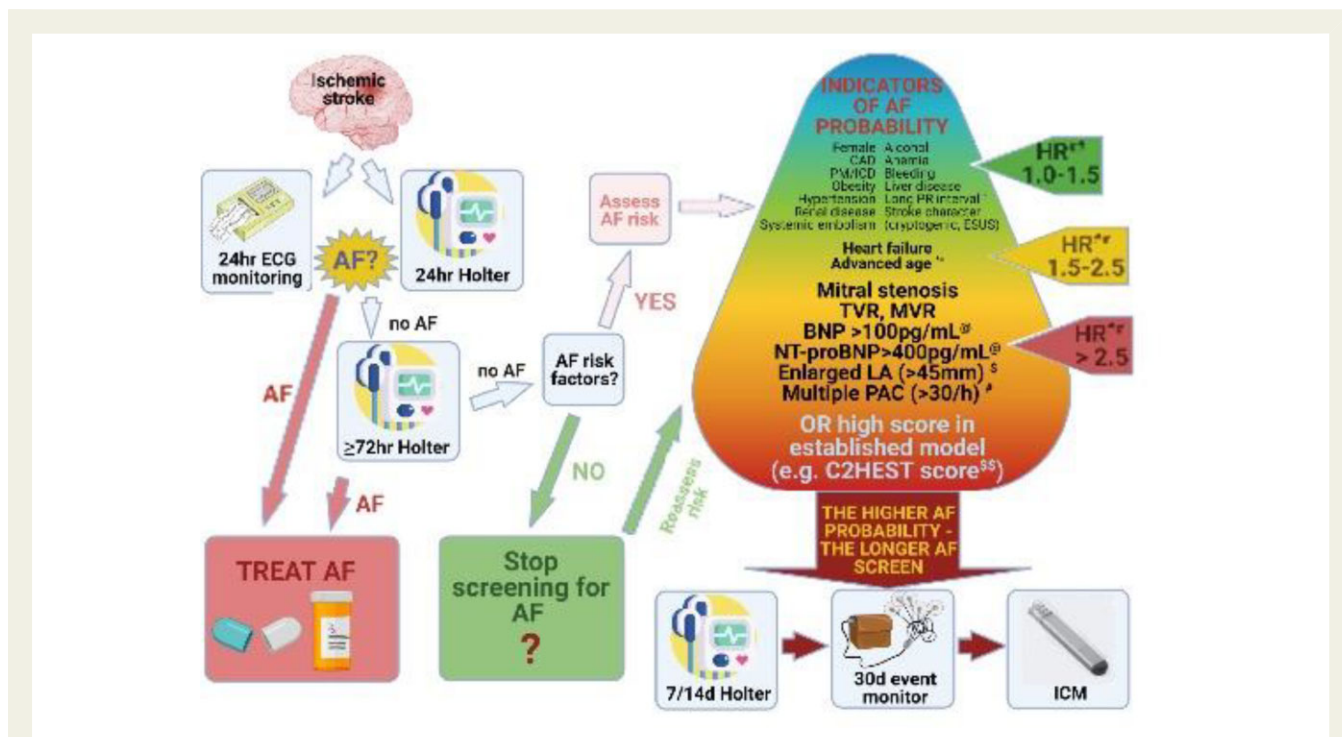 Ischemic
stroke
24hr ECG
monitoring
AF?
24hr Holter
no AF
≥72hr Holter
no AF
AF risk
factors?
YES
Assess
AF risk
NO
AF
AF
TREAT AF
Stop
screening for
AF
?
Reassess
risk
INDICATORS
OF AF
PROBABILITY
Female Alcohol
CAD Anemia
PM/ICD Bleeding
Obesity Liver disease
Hypertension Long PR interval
Renal disease Stroke character
Systemic embolism (cryptogenic, ESUS)
Heart failure
Advanced age
Mitral stenosis
TVR, MVR
BNP >100pg/mL@
NT-proBNP>400pg/mL@
Enlarged LA (>45mm) $
Multiple PAC (>30/h) #
OR high score in
established model
(e.g. C2HEST score$$)
HR
1.0-1.5
HR
1.5-2.5
HR
> 2.5
THE HIGHER AF
PROBABILITY -
THE LONGER AF
SCREEN
7/14d Holter
30d event
monitor
ICM